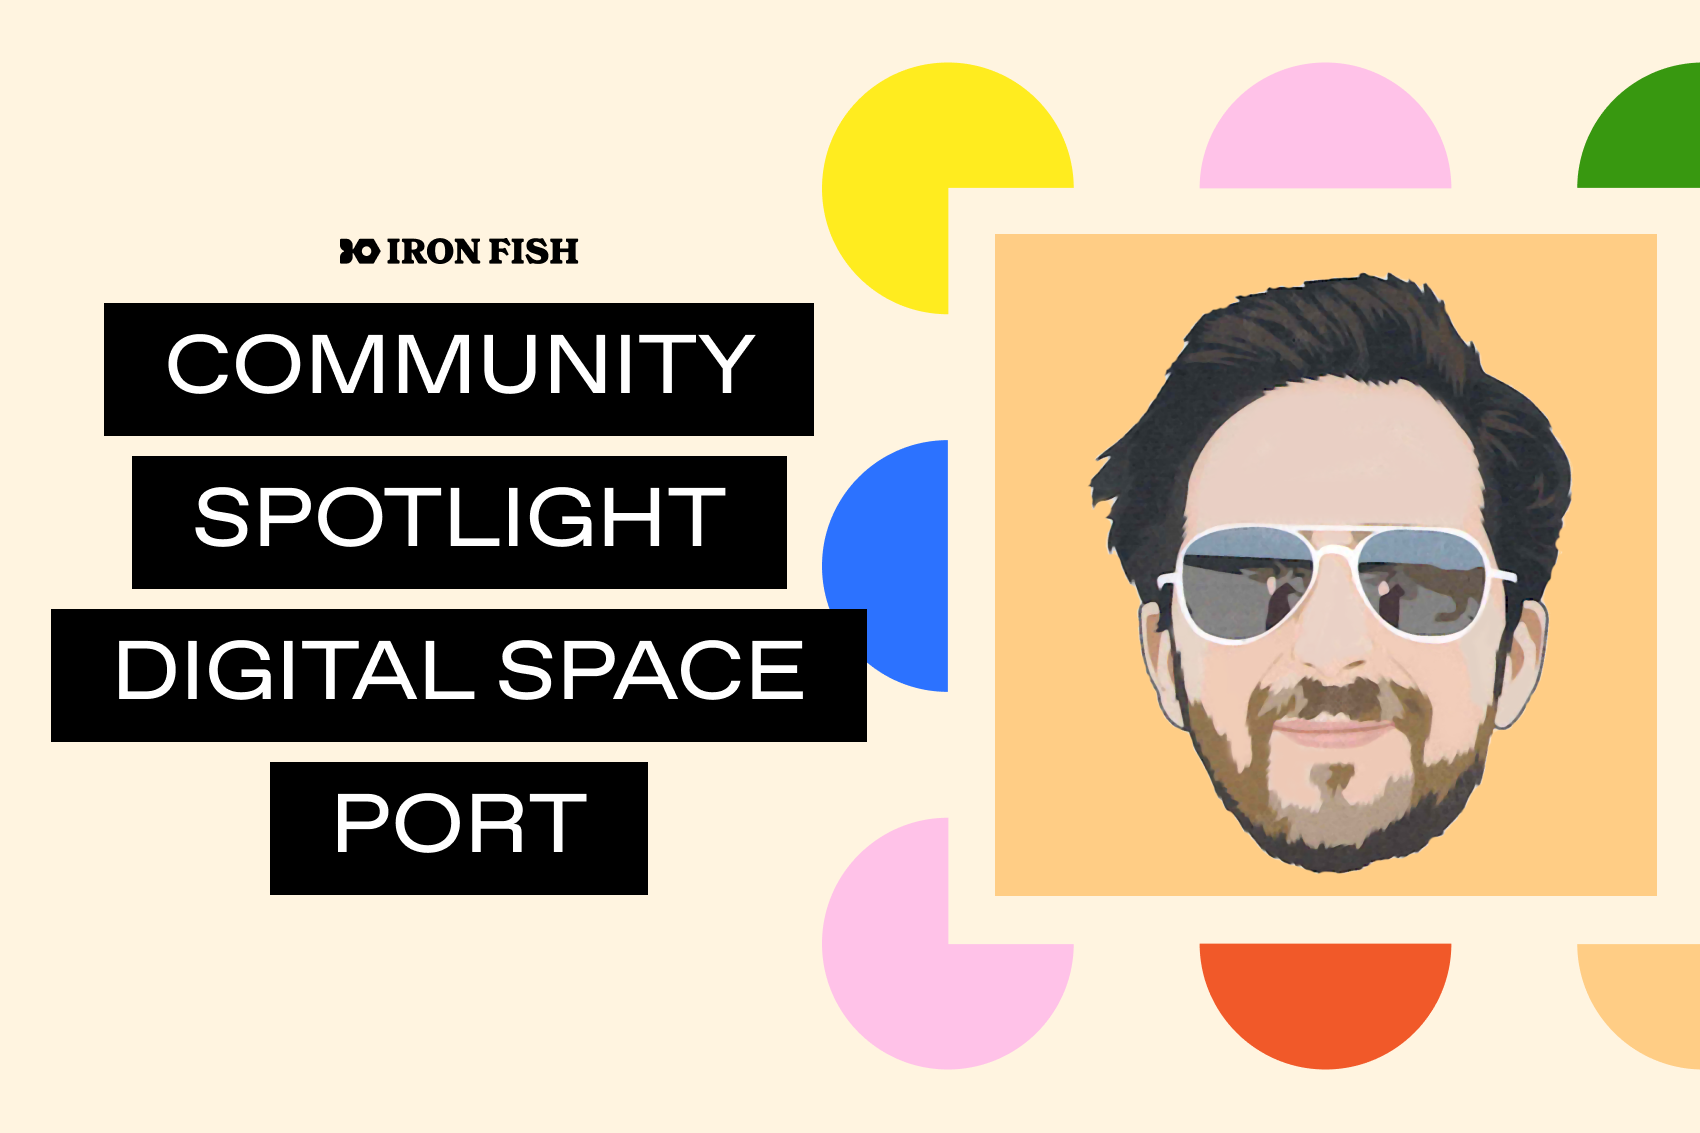 IRON FISH
COMMUNITY
SPOTLIGHT
DIGITAL SPACE
PORT